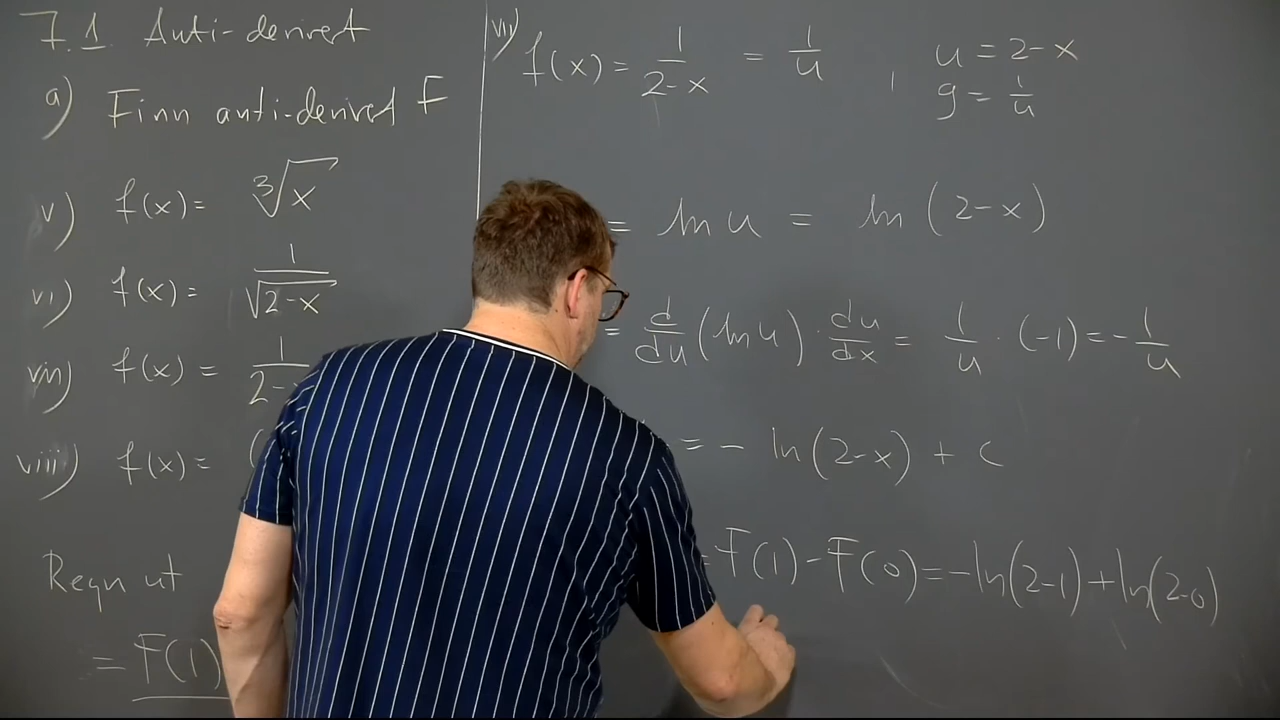 7.1. Anti-derivert
a) Finn anti-derivert F
v) f(x) = ∛x
vi) f(x) = 1/√(2-x)
vii) f(x) = 1/2-
viii) f(x) = (
Regn ut
= F(1)
vii) f(x) = 1/(2-x) = 1/u , u = 2-x
g = 1/u
= ln u = ln(2-x)
= d/du (ln u) · du/dx = 1/u · (-1) = -1/u
= - ln(2-x) + C
= F(1) - F(0) = -ln(2-1) + ln(2-0)